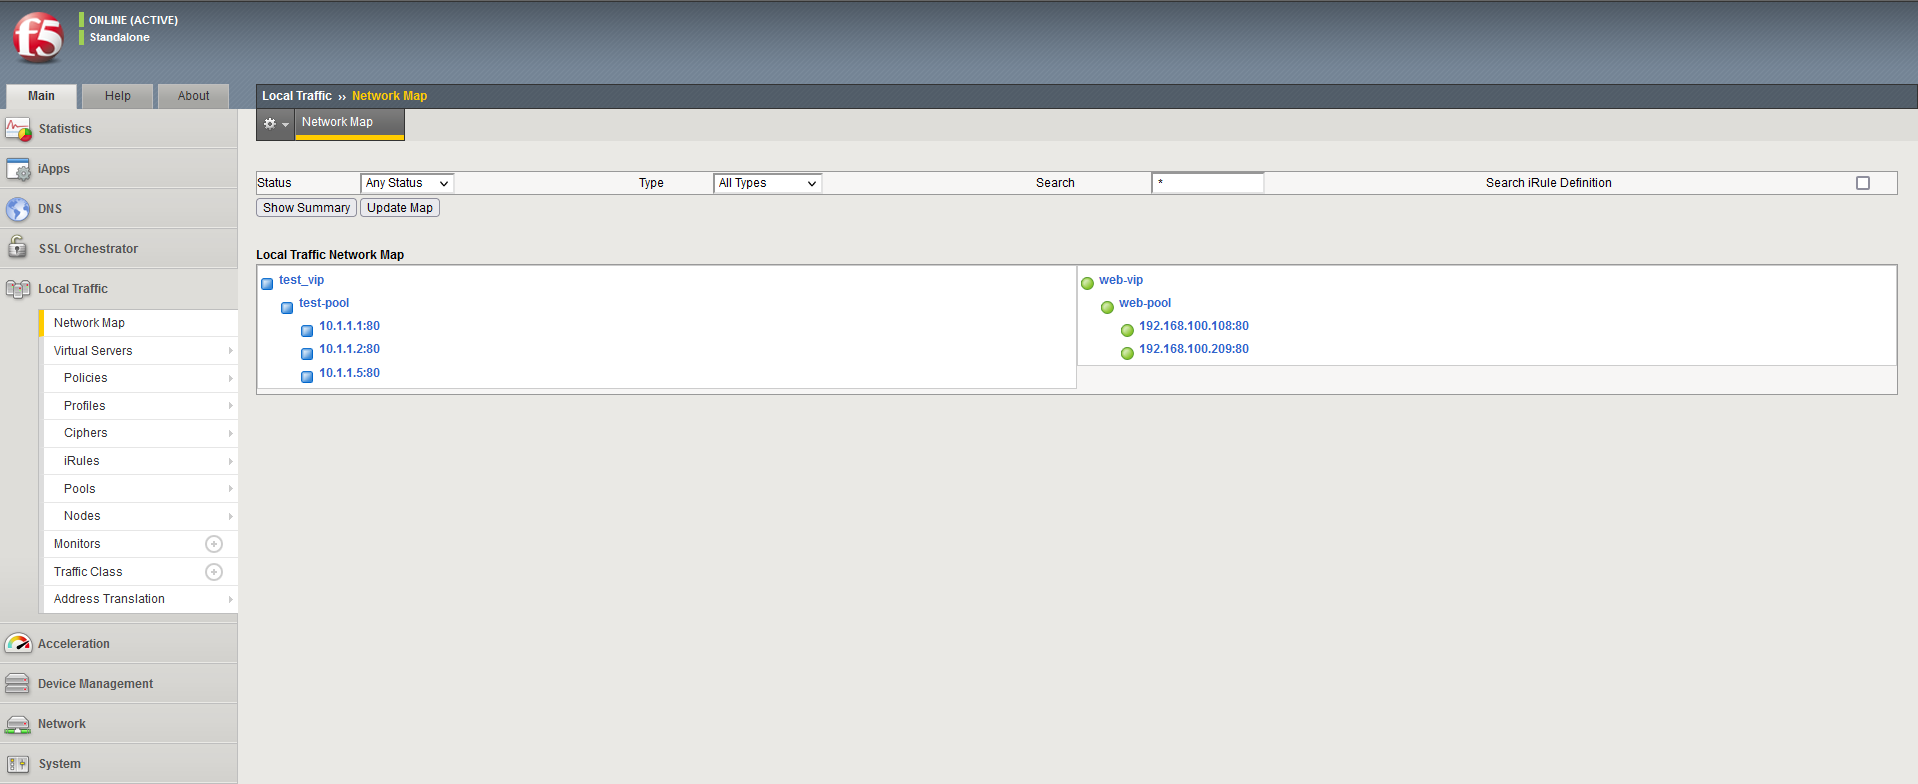 f5
ONLINE (ACTIVE)
Standalone
Main
Help
About
Local Traffic ›› Network Map
Network Map
Statistics
iApps
DNS
SSL Orchestrator
Local Traffic
Network Map
Virtual Servers
Policies
Profiles
Ciphers
iRules
Pools
Nodes
Monitors
Traffic Class
Address Translation
Acceleration
Device Management
Network
System
Status
Any Status
Type
All Types
Search
*
Search iRule Definition
Show Summary
Update Map
Local Traffic Network Map
test_vip
test-pool
10.1.1.1:80
10.1.1.2:80
10.1.1.5:80
web-vip
web-pool
192.168.100.108:80
192.168.100.209:80